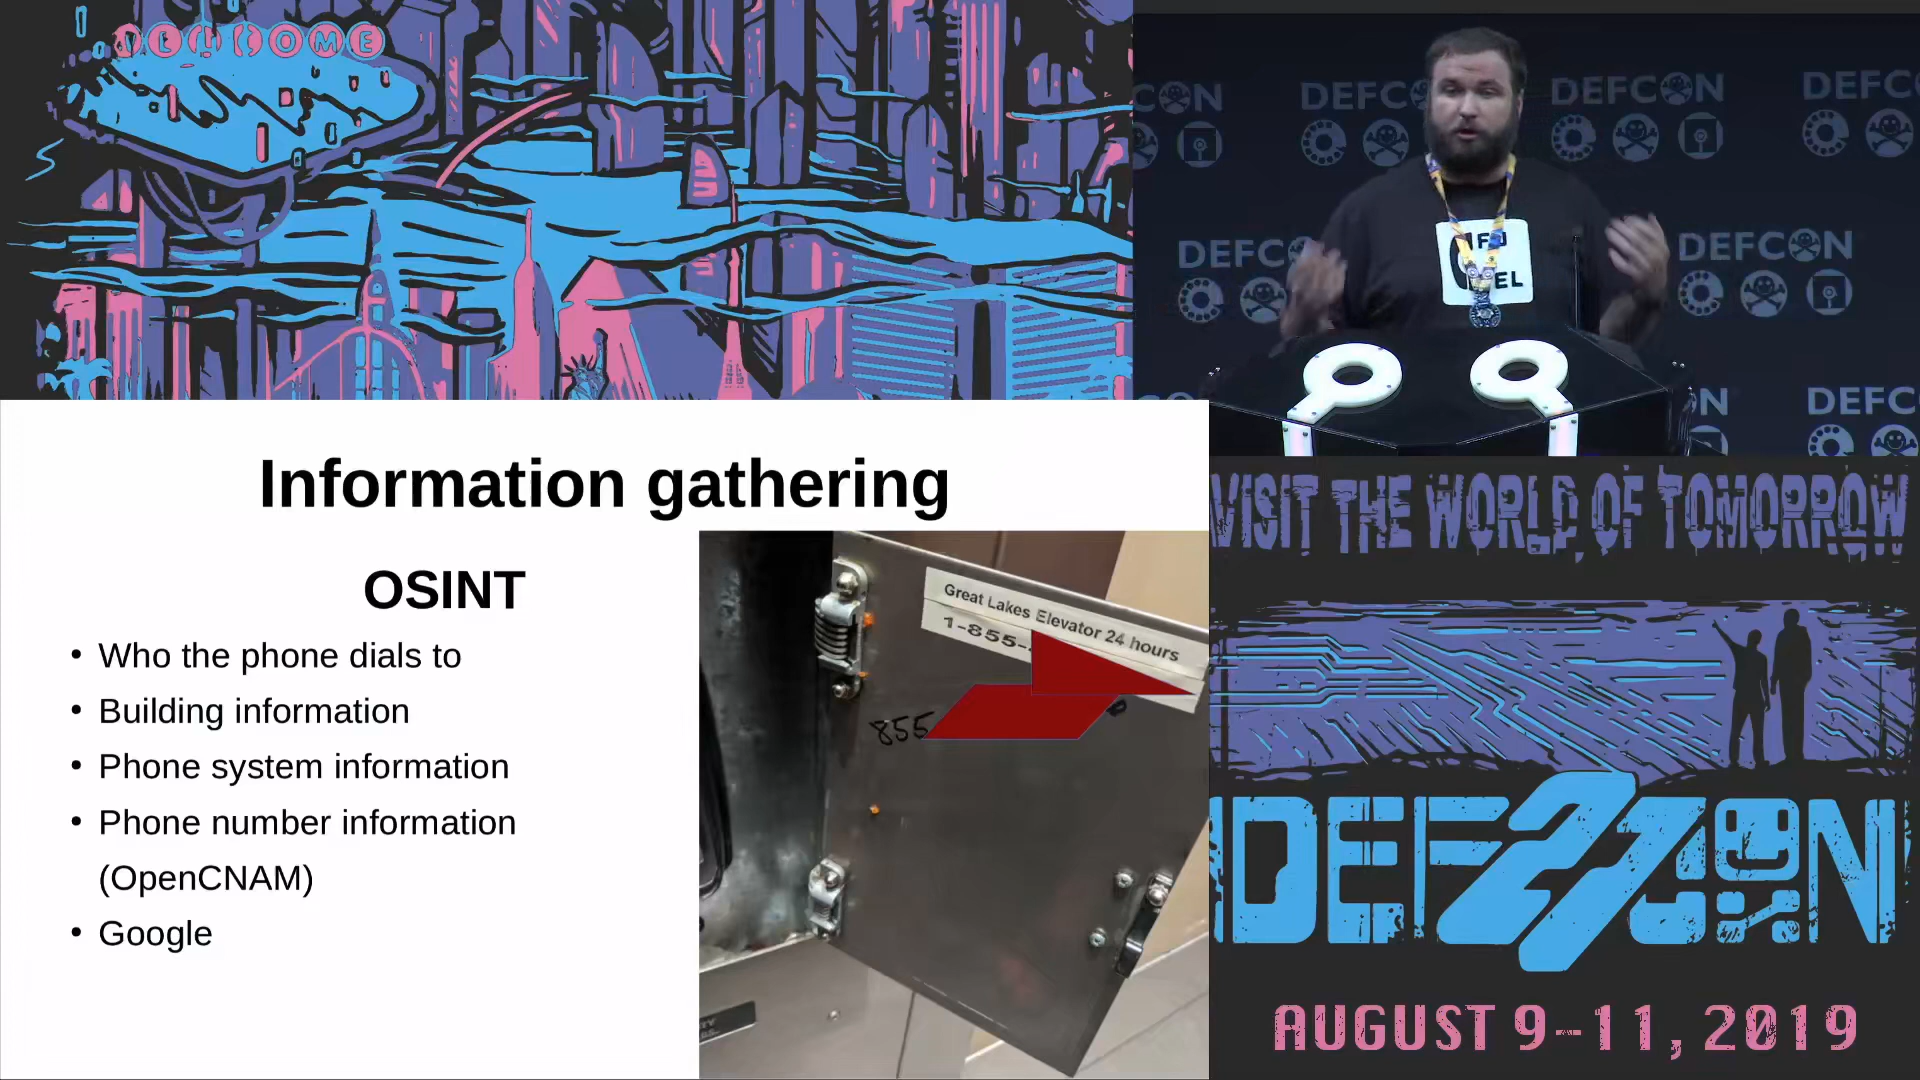 WELCOME
DEFCON
DEFCON
DEFCON
DEFCON
Information gathering
OSINT
• Who the phone dials to
• Building information
• Phone system information
• Phone number information
(OpenCNAM)
• Google
Great Lakes Elevator 24 hours
1-855-
855
VISIT THE WORLD OF TOMORROW
DEF CON 27
AUGUST 9-11, 2019